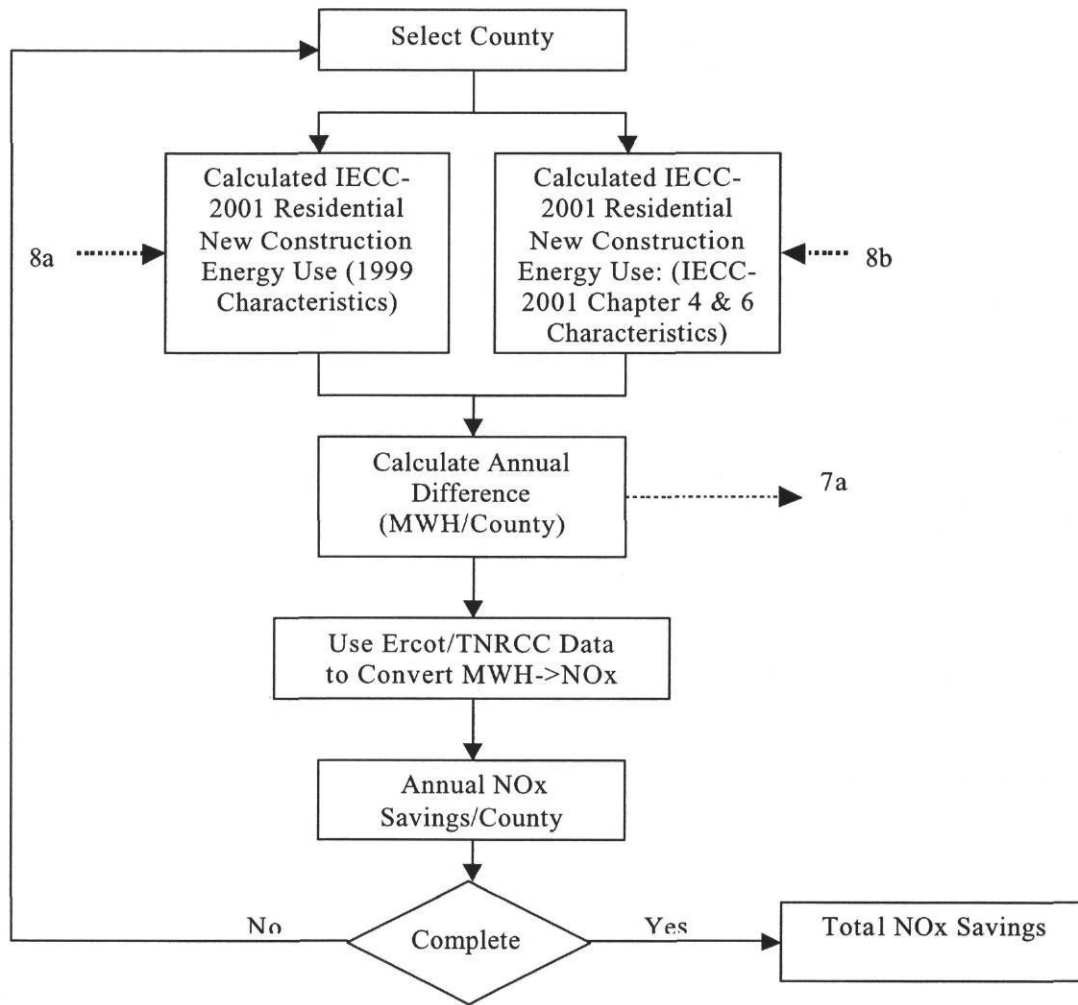 Select County
Calculated IECC-
2001 Residential
New Construction
Energy Use (1999
Characteristics)
Calculated IECC-
2001 Residential
New Construction
Energy Use: (IECC-
2001 Chapter 4 & 6
Characteristics)
8a
8b
Calculate Annual
Difference
(MWH/County)
7a
Use Ercot/TNRCC Data
to Convert MWH->NOx
Annual NOx
Savings/County
No
Complete
Yes
Total NOx Savings